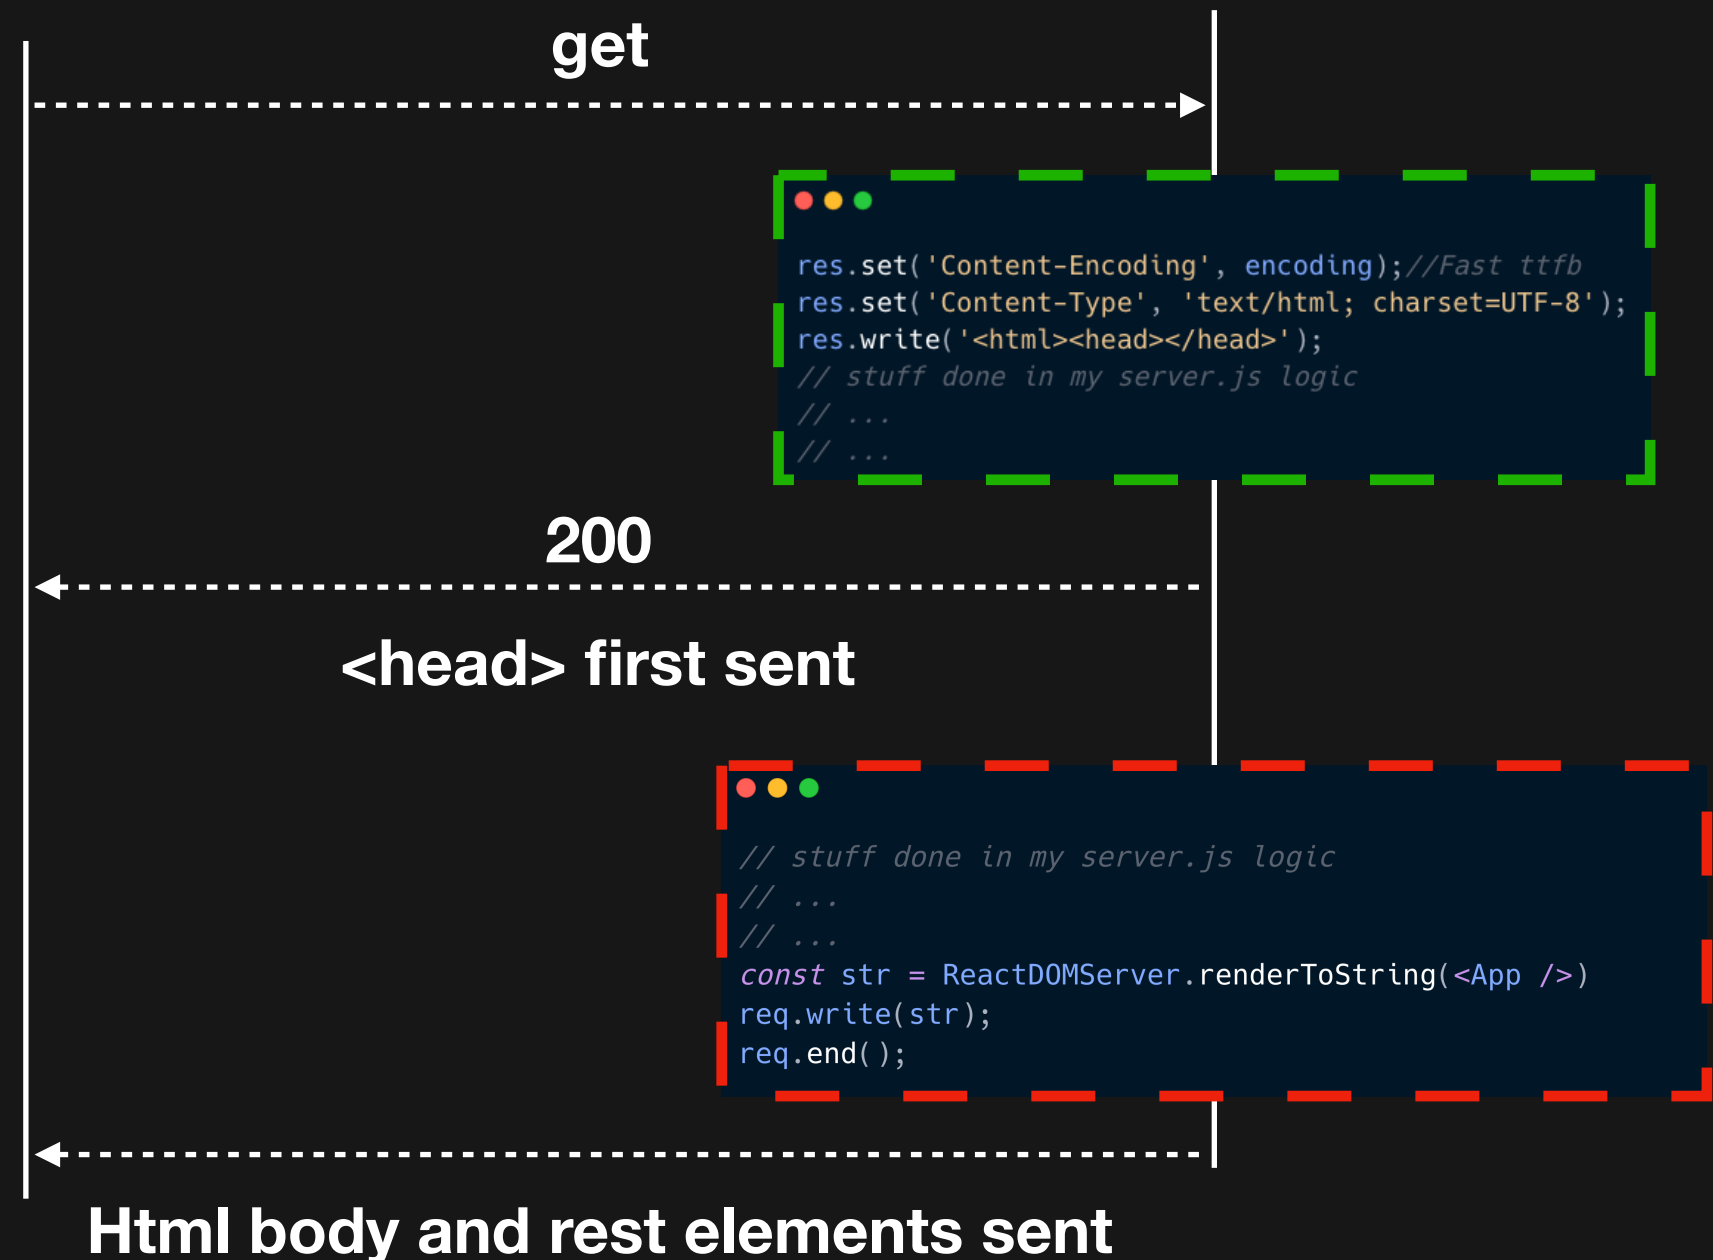 get
res.set('Content-Encoding', encoding);//Fast ttfb
res.set('Content-Type', 'text/html; charset=UTF-8');
res.write('<html><head></head>');
// stuff done in my server.js logic
// ...
// ...
200
<head> first sent
// stuff done in my server.js logic
// ...
// ...
const str = ReactDOMServer.renderToString(<App />)
req.write(str);
req.end();
Html body and rest elements sent